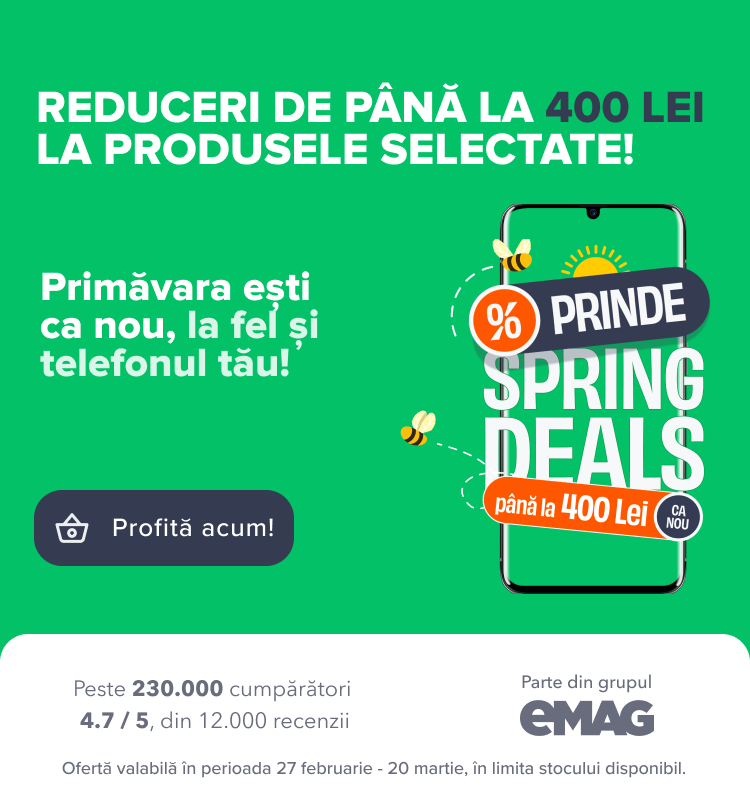 REDUCERI DE PÂNĂ LA 400 LEI
LA PRODUSELE SELECTATE!
Primăvara ești
ca nou, la fel și
telefonul tău!
% PRINDE
SPRING
DEALS
până la 400 Lei
CA
NOU
Profită acum!
Peste 230.000 cumpărători
4.7 / 5, din 12.000 recenzii
Parte din grupul
eMAG
Ofertă valabilă în perioada 27 februarie - 20 martie, în limita stocului disponibil.